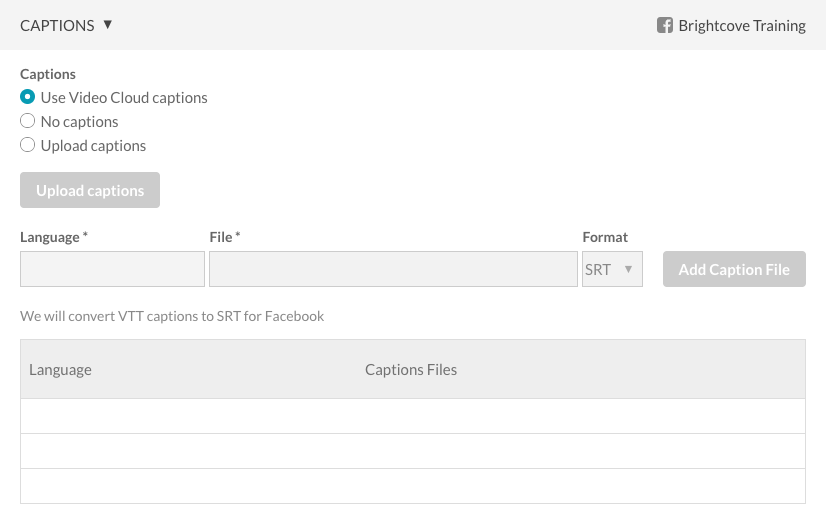 CAPTIONS ▼ Brightcove Training
Captions
Use Video Cloud captions
No captions
Upload captions
Upload captions
Language * File * Format
SRT ▼ Add Caption File
We will convert VTT captions to SRT for Facebook
Language Captions Files